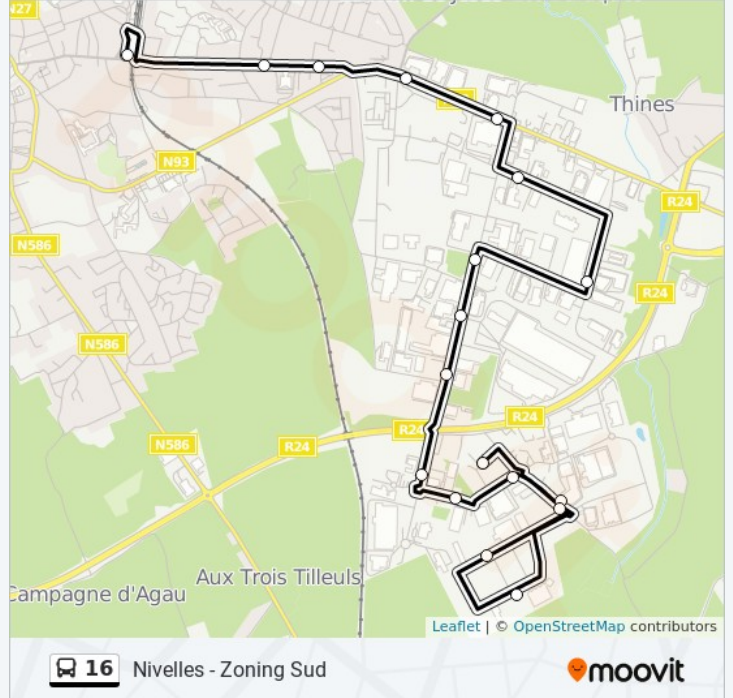 N27
Thines
N93
R24
N586
R24
N586
R24
R24
N586
R24
Aux Trois Tilleuls
Campagne d'Agau
Leaflet | © OpenStreetMap contributors
16 Nivelles - Zoning Sud
moovit